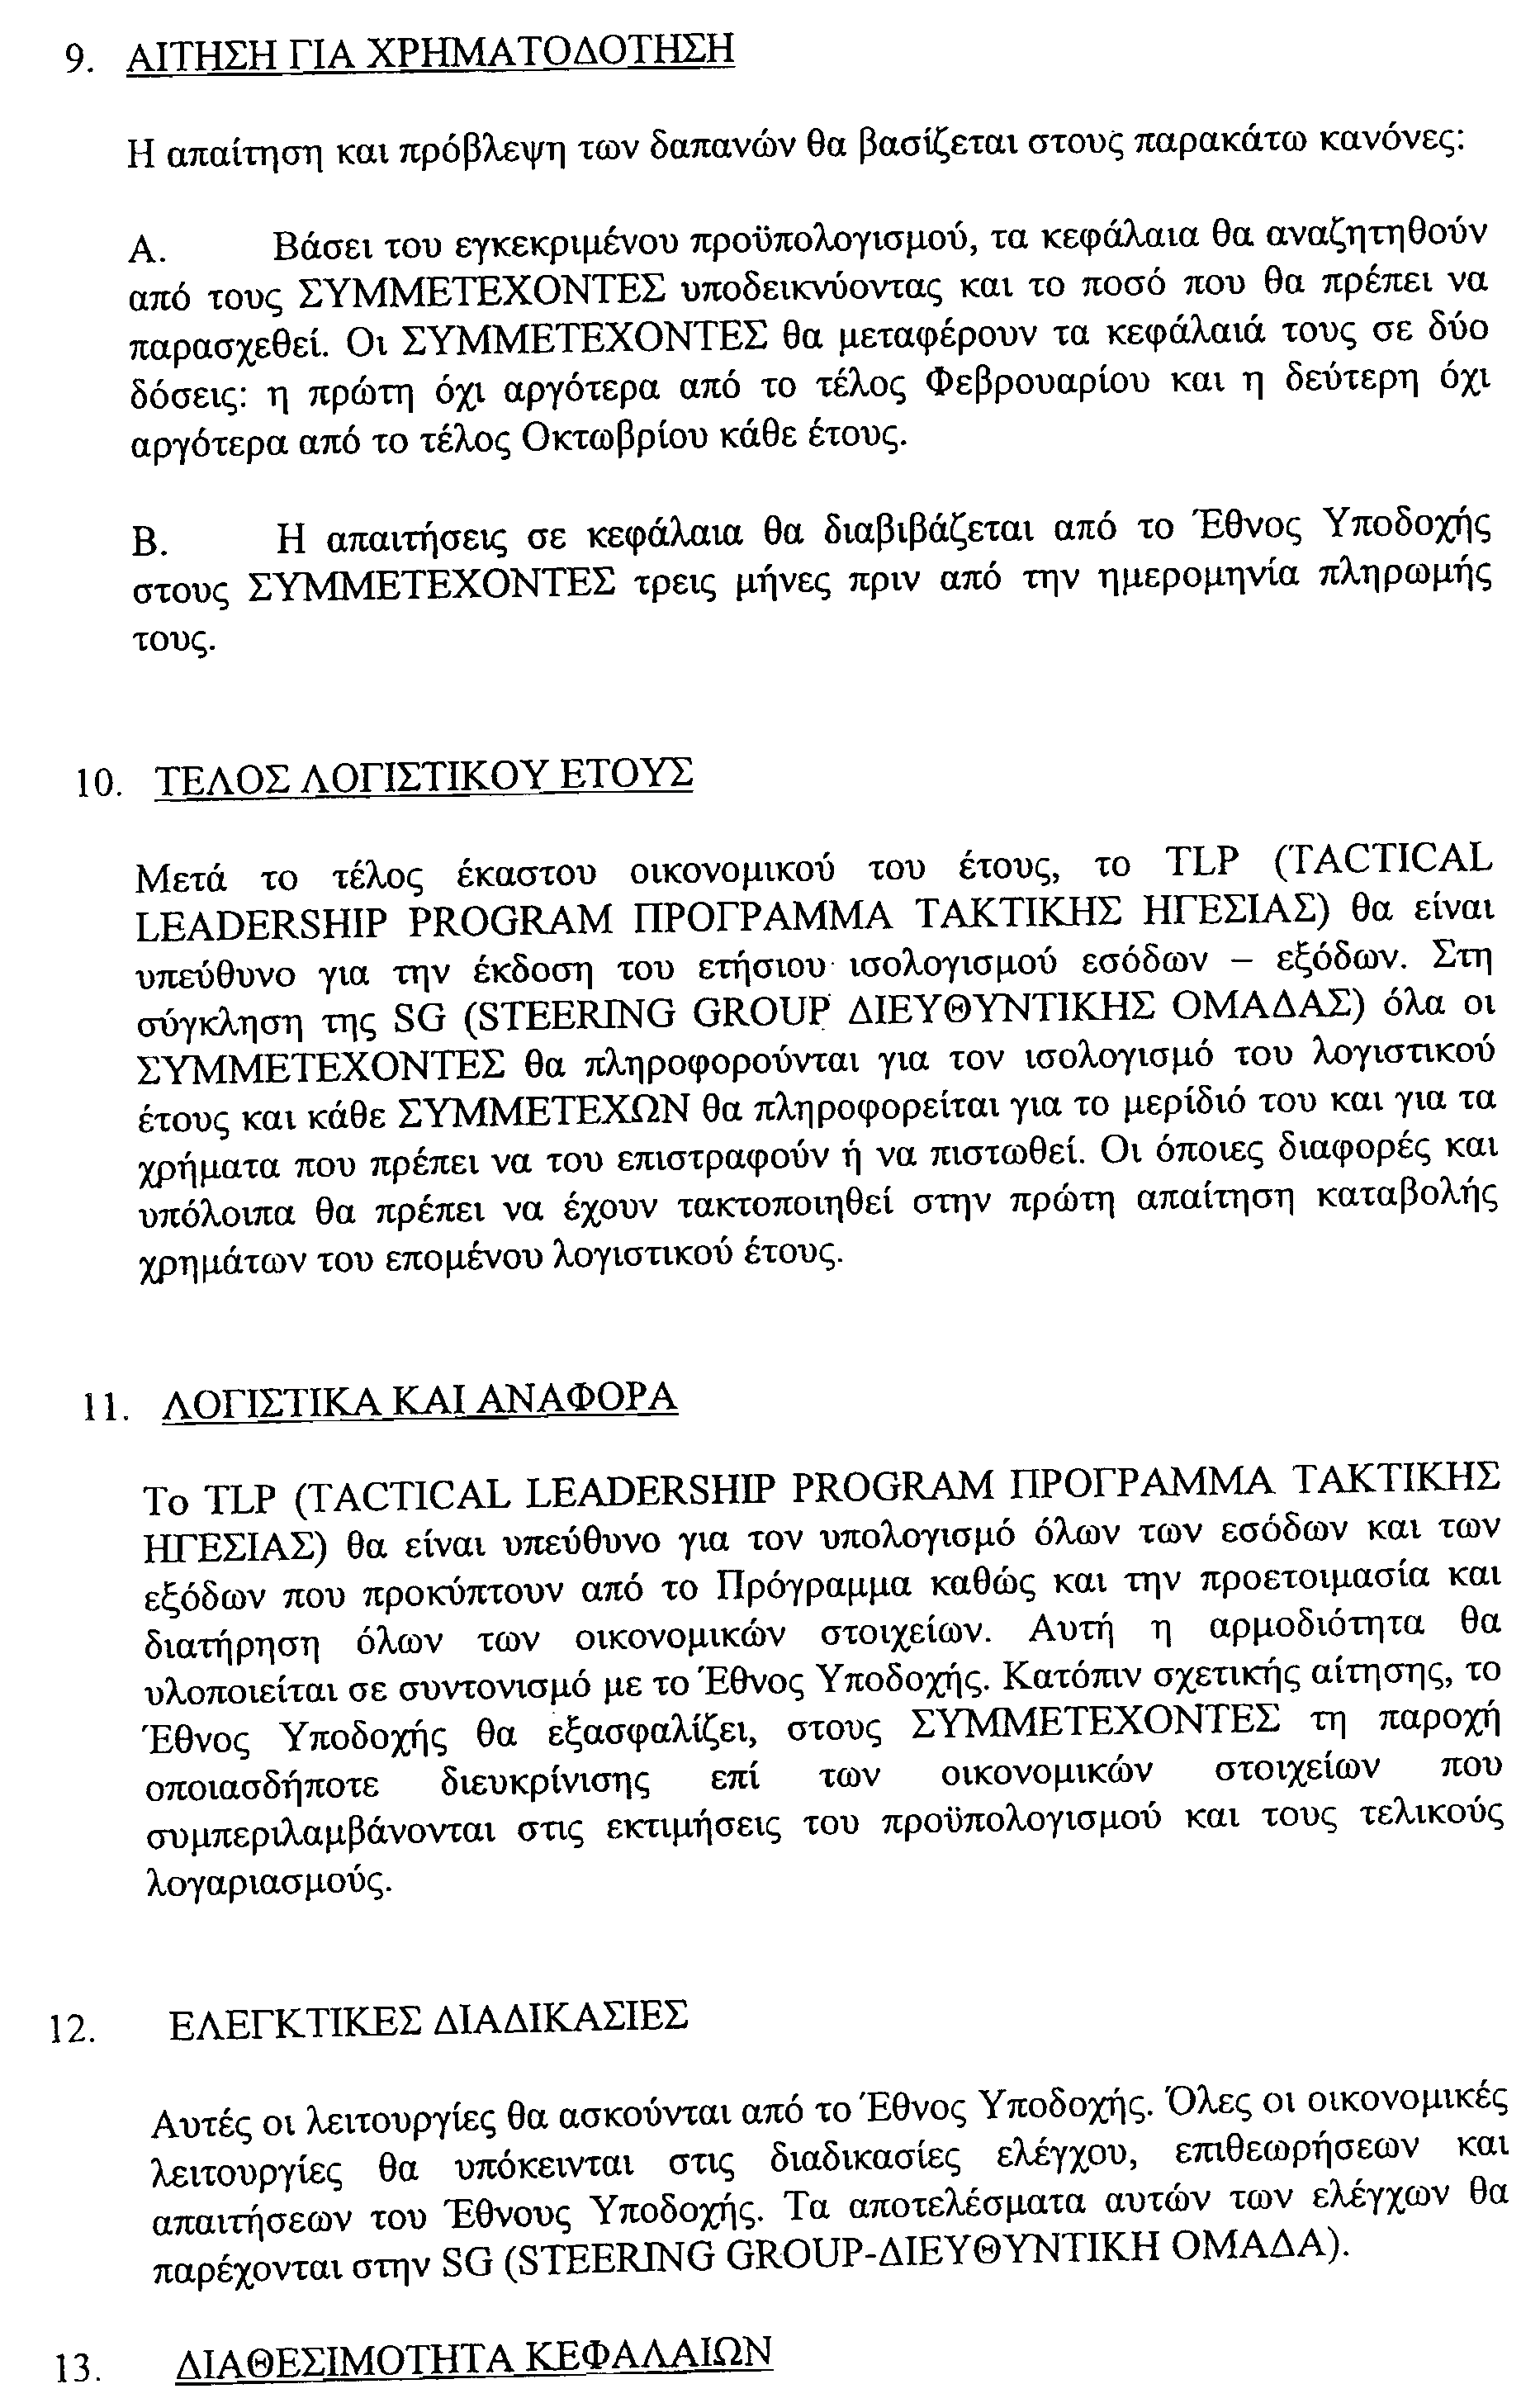 9. ΑΙΤΗΣΗ ΓΙΑ ΧΡΗΜΑΤΟΔΟΤΗΣΗ
Η απαίτηση και πρόβλεψη των δαπανών θα βασίζεται στους παρακάτω κανόνες:
Α. Βάσει του εγκεκριμένου προϋπολογισμού, τα κεφάλαια θα αναζητηθούν
από τους ΣΥΜΜΕΤΕΧΟΝΤΕΣ υποδεικνύοντας και το ποσό που θα πρέπει να
παρασχεθεί. Οι ΣΥΜΜΕΤΕΧΟΝΤΕΣ θα μεταφέρουν τα κεφάλαιά τους σε δύο
δόσεις: η πρώτη όχι αργότερα από το τέλος Φεβρουαρίου και η δεύτερη όχι
αργότερα από το τέλος Οκτωβρίου κάθε έτους.
Β. Η απαιτήσεις σε κεφάλαια θα διαβιβάζεται από το Έθνος Υποδοχής
στους ΣΥΜΜΕΤΕΧΟΝΤΕΣ τρεις μήνες πριν από την ημερομηνία πληρωμής
τους.
10. ΤΕΛΟΣ ΛΟΓΙΣΤΙΚΟΥ ΕΤΟΥΣ
Μετά το τέλος έκαστου οικονομικού του έτους, το TLP (TACTICAL
LEADERSHIP PROGRAM ΠΡΟΓΡΑΜΜΑ ΤΑΚΤΙΚΗΣ ΗΓΕΣΙΑΣ) θα είναι
υπεύθυνο για την έκδοση του ετήσιου ισολογισμού εσόδων – εξόδων. Στη
σύγκληση της SG (STEERING GROUP ΔΙΕΥΘΥΝΤΙΚΗΣ ΟΜΑΔΑΣ) όλα οι
ΣΥΜΜΕΤΕΧΟΝΤΕΣ θα πληροφορούνται για τον ισολογισμό του λογιστικού
έτους και κάθε ΣΥΜΜΕΤΕΧΩΝ θα πληροφορείται για το μερίδιό του και για τα
χρήματα που πρέπει να του επιστραφούν ή να πιστωθεί. Οι όποιες διαφορές και
υπόλοιπα θα πρέπει να έχουν τακτοποιηθεί στην πρώτη απαίτηση καταβολής
χρημάτων του επομένου λογιστικού έτους.
11. ΛΟΓΙΣΤΙΚΑ ΚΑΙ ΑΝΑΦΟΡΑ
Το TLP (TACTICAL LEADERSHIP PROGRAM ΠΡΟΓΡΑΜΜΑ ΤΑΚΤΙΚΗΣ
ΗΓΕΣΙΑΣ) θα είναι υπεύθυνο για τον υπολογισμό όλων των εσόδων και των
εξόδων που προκύπτουν από το Πρόγραμμα καθώς και την προετοιμασία και
διατήρηση όλων των οικονομικών στοιχείων. Αυτή η αρμοδιότητα θα
υλοποιείται σε συντονισμό με το Έθνος Υποδοχής. Κατόπιν σχετικής αίτησης, το
Έθνος Υποδοχής θα εξασφαλίζει, στους ΣΥΜΜΕΤΕΧΟΝΤΕΣ τη παροχή
οποιασδήποτε διευκρίνισης επί των οικονομικών στοιχείων που
συμπεριλαμβάνονται στις εκτιμήσεις του προϋπολογισμού και τους τελικούς
λογαριασμούς.
12. ΕΛΕΓΚΤΙΚΕΣ ΔΙΑΔΙΚΑΣΙΕΣ
Αυτές οι λειτουργίες θα ασκούνται από το Έθνος Υποδοχής. Όλες οι οικονομικές
λειτουργίες θα υπόκεινται στις διαδικασίες ελέγχου, επιθεωρήσεων και
απαιτήσεων του Έθνους Υποδοχής. Τα αποτελέσματα αυτών των ελέγχων θα
παρέχονται στην SG (STEERING GROUP-ΔΙΕΥΘΥΝΤΙΚΗ ΟΜΑΔΑ).
13. ΔΙΑΘΕΣΙΜΟΤΗΤΑ ΚΕΦΑΛΑΙΩΝ